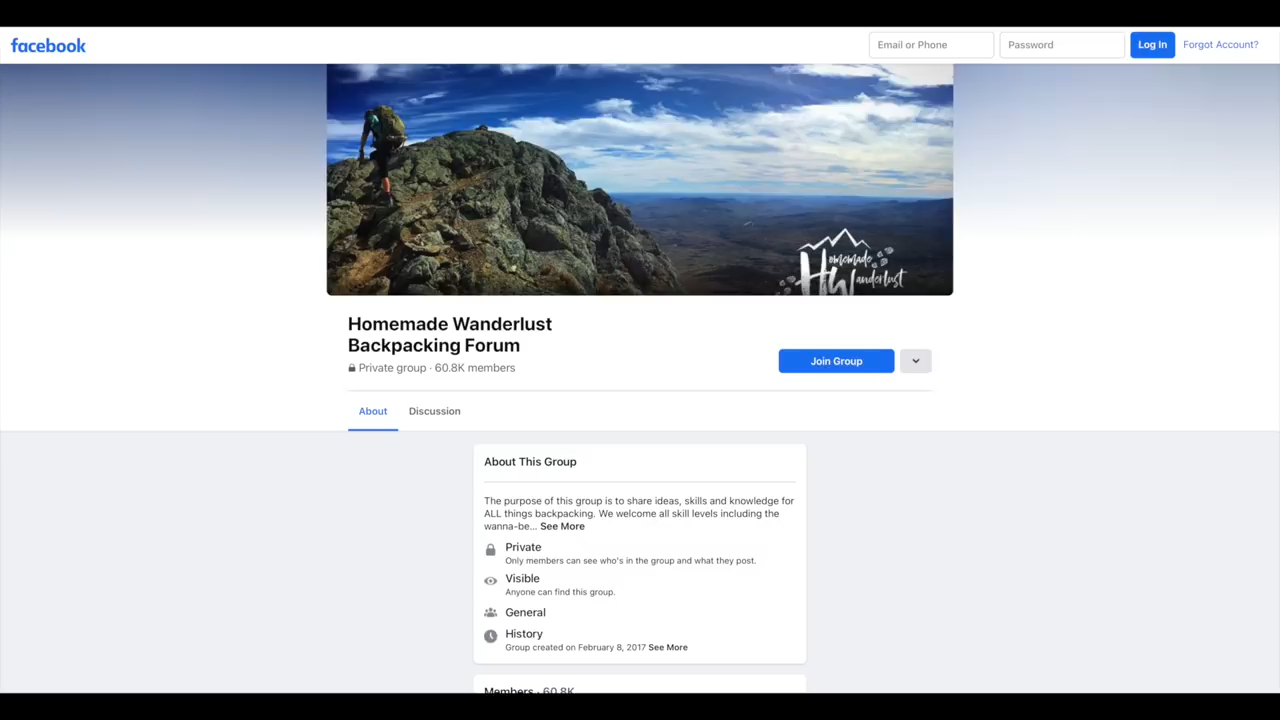 facebook
Email or Phone
Password
Log In
Forgot Account?
Homemade
HW
Wanderlust
Homemade Wanderlust
Backpacking Forum
Private group · 60.8K members
Join Group
About
Discussion
About This Group
The purpose of this group is to share ideas, skills and knowledge for
ALL things backpacking. We welcome all skill levels including the
wanna-be... See More
Private
Only members can see who's in the group and what they post.
Visible
Anyone can find this group.
General
History
Group created on February 8, 2017 See More
Members · 60.8K